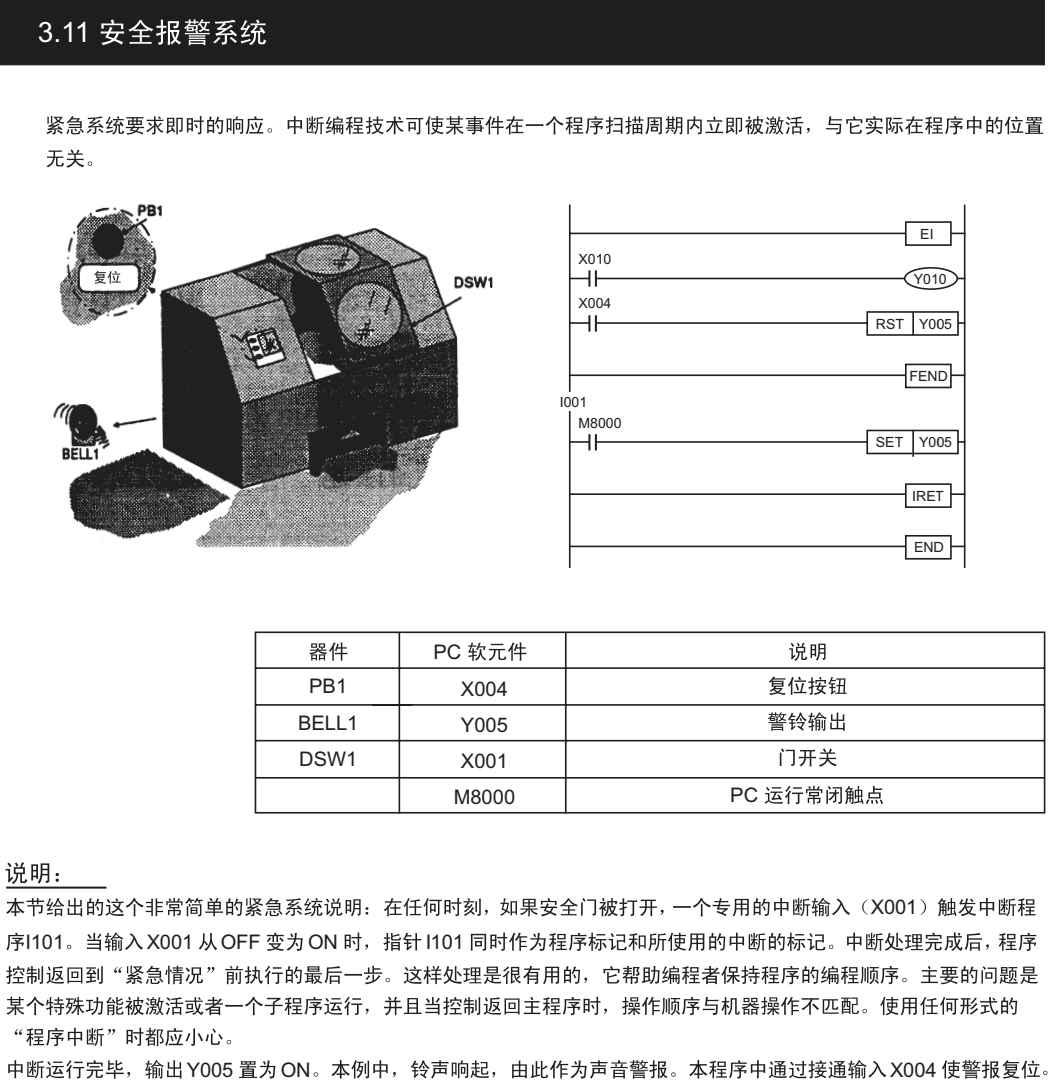 3.11 安全报警系统
紧急系统要求即时的响应。中断编程技术可使某事件在一个程序扫描周期内立即被激活，与它实际在程序中的位置
无关。
PB1
复位
DSW1
BELL1
EI
X010
Y010
X004
RST Y005
FEND
I001
M8000
SET Y005
IRET
END
器件 PC 软元件 说明
PB1 X004 复位按钮
BELL1 Y005 警铃输出
DSW1 X001 门开关
M8000 PC 运行常闭触点
说明：
本节给出的这个非常简单的紧急系统说明：在任何时刻，如果安全门被打开，一个专用的中断输入（X001）触发中断程
序I101。当输入X001 从OFF 变为ON 时，指针I101 同时作为程序标记和所使用的中断的标记。中断处理完成后，程序
控制返回到“紧急情况”前执行的最后一步。这样处理是很有用的，它帮助编程者保持程序的编程顺序。主要的问题是
某个特殊功能被激活或者一个子程序运行，并且当控制返回主程序时，操作顺序与机器操作不匹配。使用任何形式的
“程序中断”时都应小心。
中断运行完毕，输出Y005 置为ON。本例中，铃声响起，由此作为声音警报。本程序中通过接通输入X004 使警报复位。